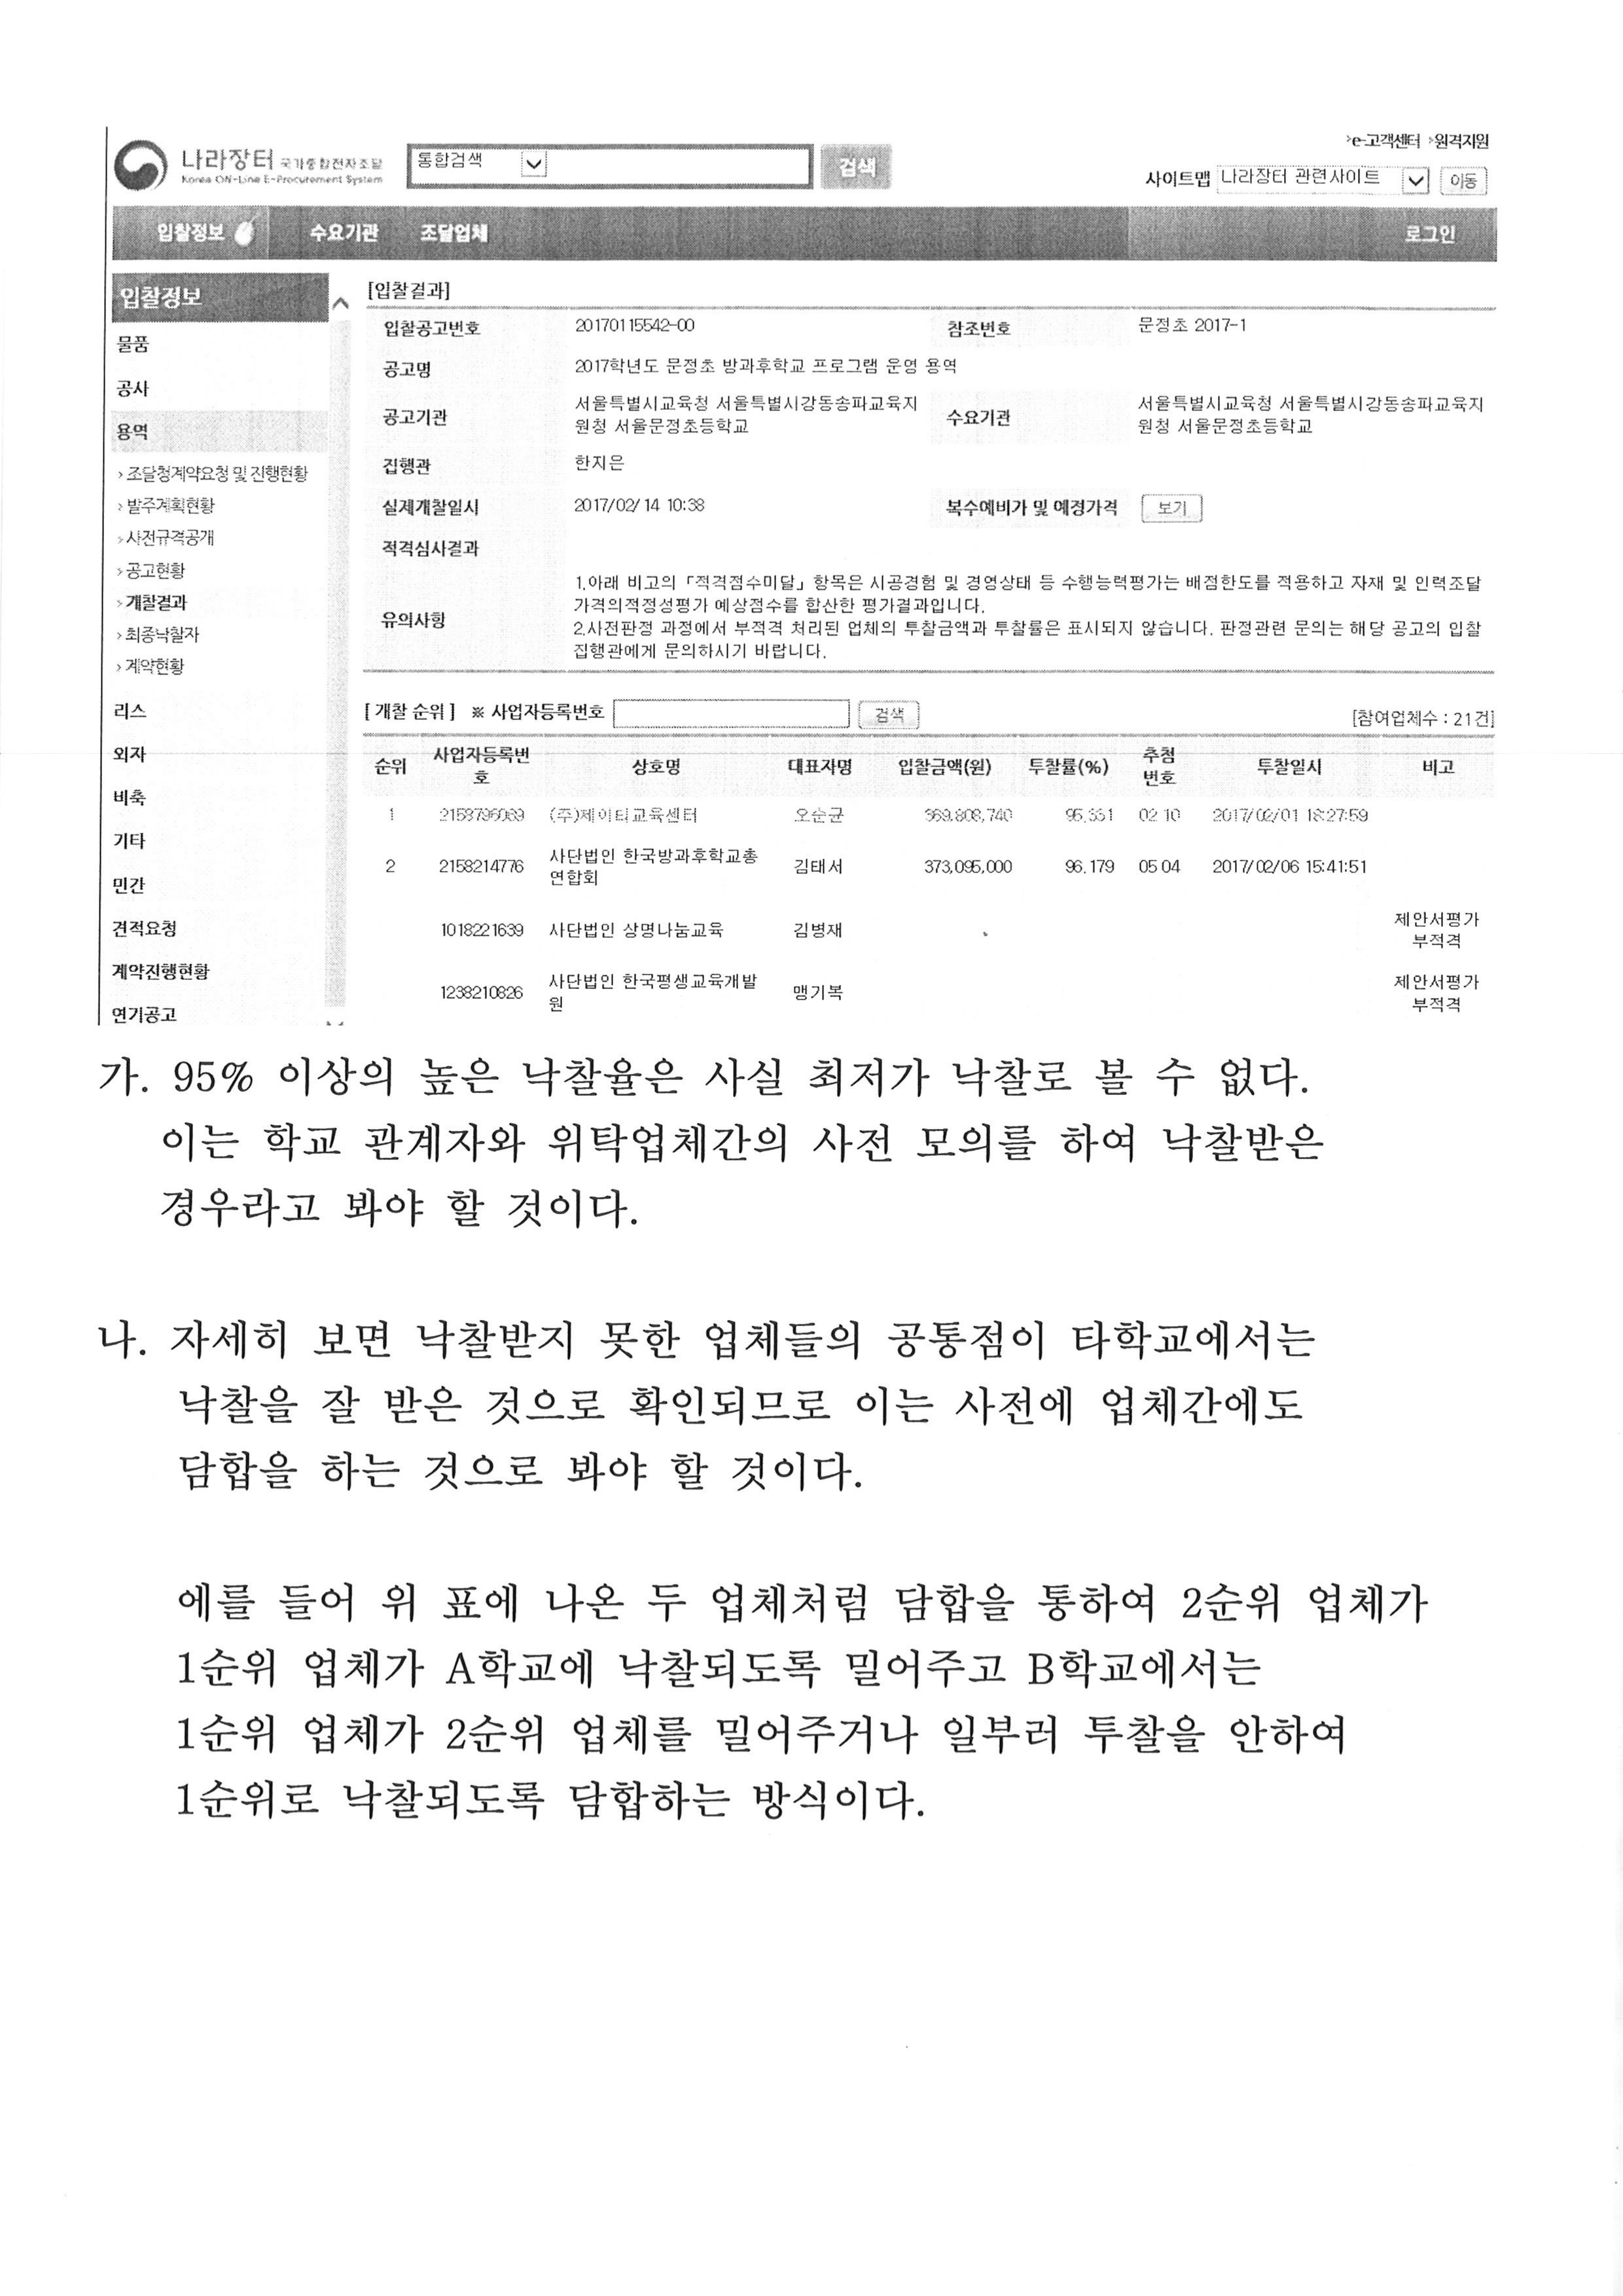 >e-고객센터 >원격지원
나라장터 국가종합전자조달
Korea ON-Line E-Procurement System
통합검색
검색
사이트맵 나라장터 관련사이트 이동
입찰정보 수요기관 조달업체 로그인
입찰정보
물품
공사
용역
>조달청계약요청 및 진행현황
>발주계획현황
>사전규격공개
>공고현황
>개찰결과
>최종낙찰자
>계약현황
리스
외자
비축
기타
민간
견적요청
계약진행현황
연기공고
[입찰결과]
입찰공고번호 20170115542-00 참조번호 문정초 2017-1
공고명 2017학년도 문정초 방과후학교 프로그램 운영 용역
공고기관 서울특별시교육청 서울특별시강동송파교육지원청 서울문정초등학교 수요기관 서울특별시교육청 서울특별시강동송파교육지원청 서울문정초등학교
집행관 한지은
실제개찰일시 2017/02/14 10:38 복수예비가 및 예정가격 보기
적격심사결과
유의사항
1.아래 비고의 「적격점수미달」 항목은 시공경험 및 경영상태 등 수행능력평가는 배점한도를 적용하고 자재 및 인력조달
가격의적정성평가 예상점수를 합산한 평가결과입니다.
2.사전판정 과정에서 부적격 처리된 업체의 투찰금액과 투찰률은 표시되지 않습니다. 판정관련 문의는 해당 공고의 입찰
집행관에게 문의하시기 바랍니다.
[ 개찰 순위 ] ※ 사업자등록번호 검색 [참여업체수 : 21건]
순위 사업자등록번호 상호명 대표자명 입찰금액(원) 투찰률(%) 추첨번호 투찰일시 비고
1 (주)제이티교육센터 오순균 369,808,740 95.331 02 10 2017/02/01 18:27:59
2 2158214776 사단법인 한국방과후학교총연합회 김태서 373,095,000 96.179 05 04 2017/02/06 15:41:51
1018221639 사단법인 상명나눔교육 김병재 제안서평가 부적격
1238210826 사단법인 한국평생교육개발원 맹기복 제안서평가 부적격
가. 95% 이상의 높은 낙찰율은 사실 최저가 낙찰로 볼 수 없다.
이는 학교 관계자와 위탁업체간의 사전 모의를 하여 낙찰받은
경우라고 봐야 할 것이다.
나. 자세히 보면 낙찰받지 못한 업체들의 공통점이 타학교에서는
낙찰을 잘 받은 것으로 확인되므로 이는 사전에 업체간에도
담합을 하는 것으로 봐야 할 것이다.
에를 들어 위 표에 나온 두 업체처럼 담합을 통하여 2순위 업체가
1순위 업체가 A학교에 낙찰되도록 밀어주고 B학교에서는
1순위 업체가 2순위 업체를 밀어주거나 일부러 투찰을 안하여
1순위로 낙찰되도록 담합하는 방식이다.